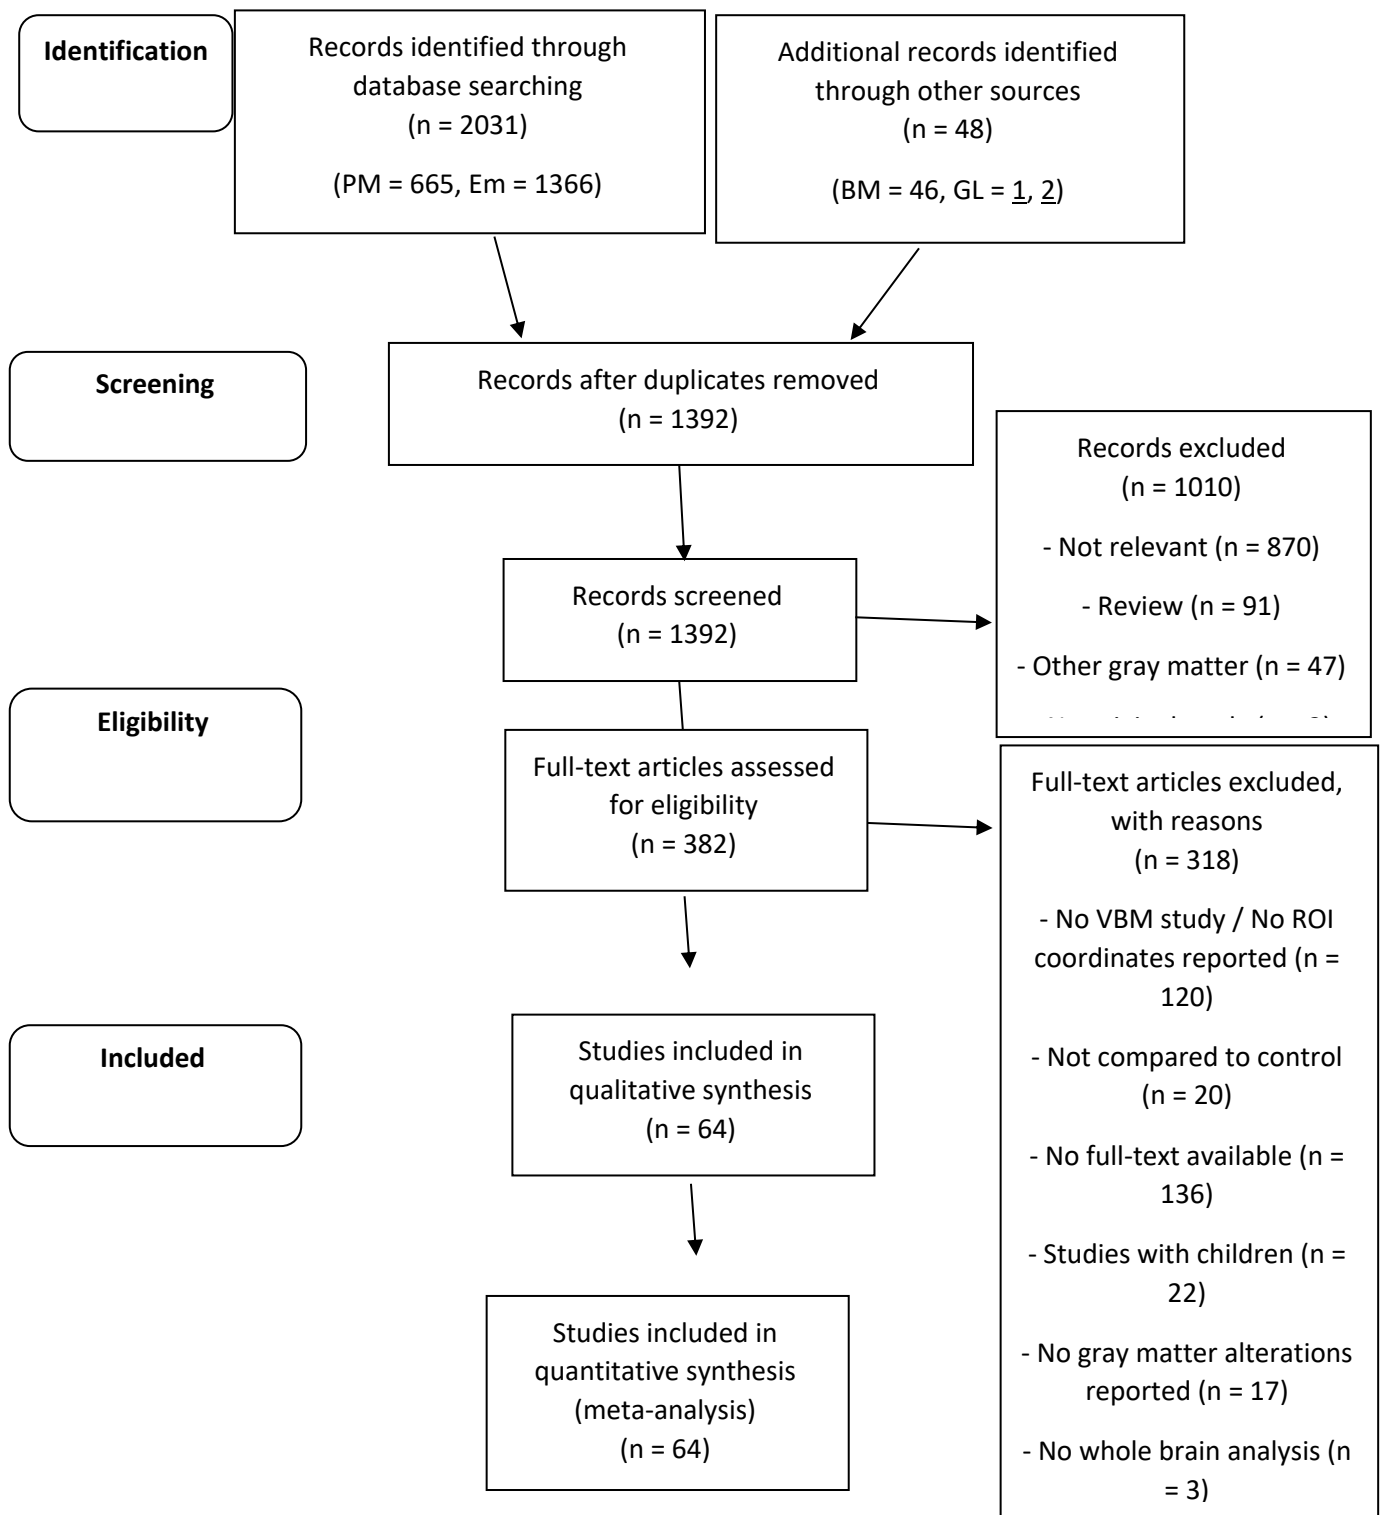 Identification
Records identified through
database searching
(n = 2031)
(PM = 665, Em = 1366)
Additional records identified
through other sources
(n = 48)
(BM = 46, GL = 1, 2)
Screening
Records after duplicates removed
(n = 1392)
Records screened
(n = 1392)
Records excluded
(n = 1010)
- Not relevant (n = 870)
- Review (n = 91)
- Other gray matter (n = 47)
Eligibility
Full-text articles assessed
for eligibility
(n = 382)
Full-text articles excluded,
with reasons
(n = 318)
- No VBM study / No ROI
coordinates reported (n =
120)
- Not compared to control
(n = 20)
- No full-text available (n =
136)
- Studies with children (n =
22)
- No gray matter alterations
reported (n = 17)
- No whole brain analysis (n
= 3)
Included
Studies included in
qualitative synthesis
(n = 64)
Studies included in
quantitative synthesis
(meta-analysis)
(n = 64)